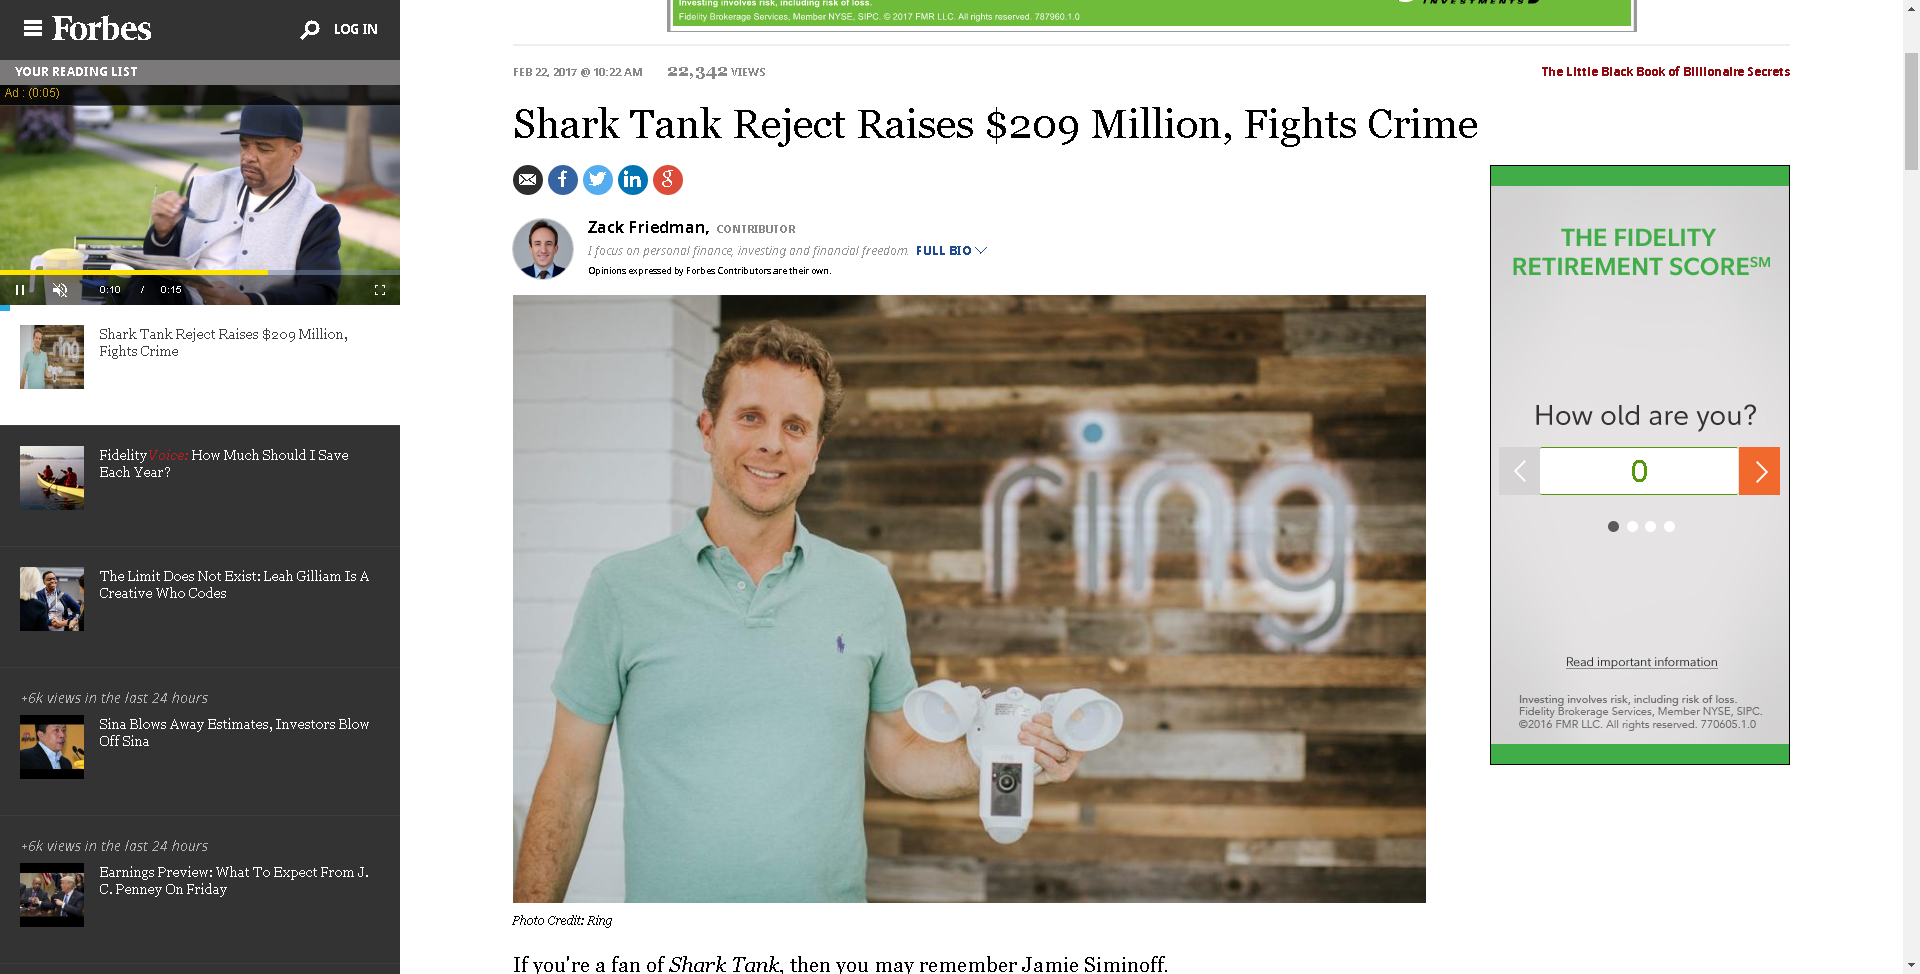 Forbes
LOG IN
YOUR READING LIST
Ad : (0:05)
0:10 / 0:15
Shark Tank Reject Raises $209 Million,
Fights Crime
FidelityVoice: How Much Should I Save
Each Year?
The Limit Does Not Exist: Leah Gilliam Is A
Creative Who Codes
+6k views in the last 24 hours
Sina Blows Away Estimates, Investors Blow
Off Sina
+6k views in the last 24 hours
Earnings Preview: What To Expect From J.
C. Penney On Friday
Investing involves risk, including risk of loss.
Fidelity Brokerage Services, Member NYSE, SIPC. © 2017 FMR LLC. All rights reserved. 787960.1.0
INVESTMENTS
FEB 22, 2017 @ 10:22 AM 22,342 VIEWS
The Little Black Book of Billionaire Secrets
Shark Tank Reject Raises $209 Million, Fights Crime
f
in
g
Zack Friedman, CONTRIBUTOR
I focus on personal finance, investing and financial freedom. FULL BIO
Opinions expressed by Forbes Contributors are their own.
ring
Photo Credit: Ring
If you're a fan of Shark Tank, then you may remember Jamie Siminoff.
THE FIDELITY
RETIREMENT SCORE℠
How old are you?
0
Read important information
Investing involves risk, including risk of loss.
Fidelity Brokerage Services, Member NYSE, SIPC.
©2016 FMR LLC. All rights reserved. 770605.1.0